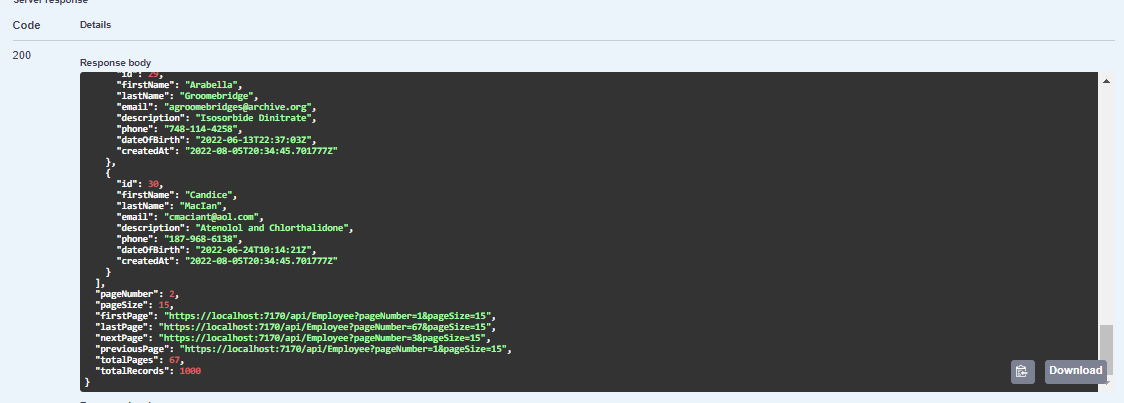 Server response
Code Details
200
Response body
"id": 29,
"firstName": "Arabella",
"lastName": "Groomebridge",
"email": "agroomebridges@archive.org",
"description": "Isosorbide Dinitrate",
"phone": "748-114-4258",
"dateOfBirth": "2022-06-13T22:37:03Z",
"createdAt": "2022-08-05T20:34:45.701777Z"
},
{
"id": 30,
"firstName": "Candice",
"lastName": "MacIan",
"email": "cmaciant@aol.com",
"description": "Atenolol and Chlorthalidone",
"phone": "187-968-6138",
"dateOfBirth": "2022-06-24T10:14:21Z",
"createdAt": "2022-08-05T20:34:45.701777Z"
}
],
"pageNumber": 2,
"pageSize": 15,
"firstPage": "https://localhost:7170/api/Employee?pageNumber=1&pageSize=15",
"lastPage": "https://localhost:7170/api/Employee?pageNumber=67&pageSize=15",
"nextPage": "https://localhost:7170/api/Employee?pageNumber=3&pageSize=15",
"previousPage": "https://localhost:7170/api/Employee?pageNumber=1&pageSize=15",
"totalPages": 67,
"totalRecords": 1000
}
Download